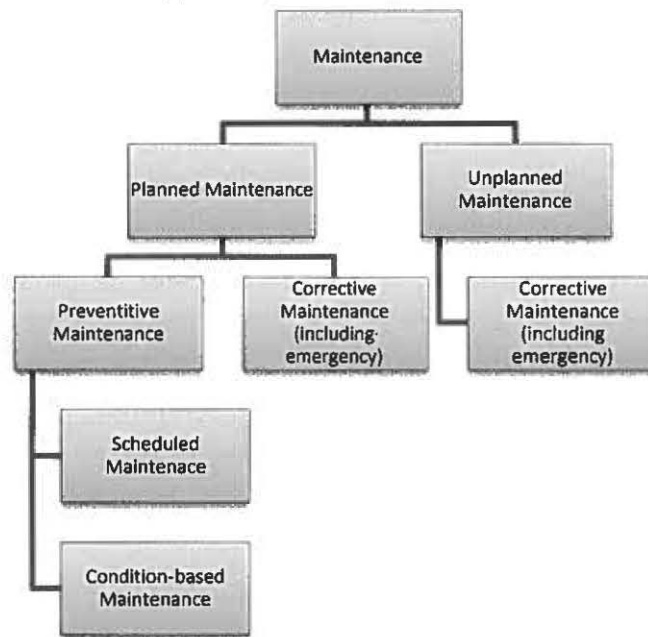 Maintenance
Planned Maintenance
Unplanned
Maintenance
Preventitive
Maintenance
Corrective
Maintenance
(including
emergency)
Corrective
Maintenance
(including
emergency)
Scheduled
Maintenace
Condition-based
Maintenance